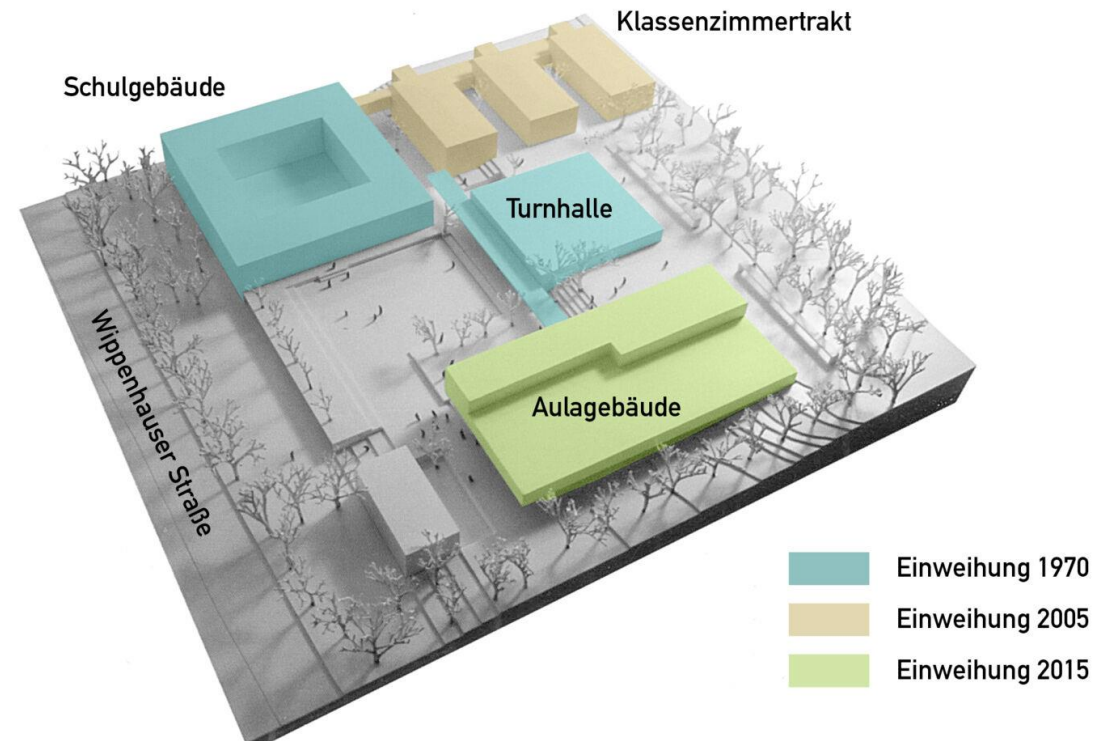 Klassenzimmertrakt
Schulgebäude
Turnhalle
Wippenhauser Straße
Aulagebäude
Einweihung 1970
Einweihung 2005
Einweihung 2015